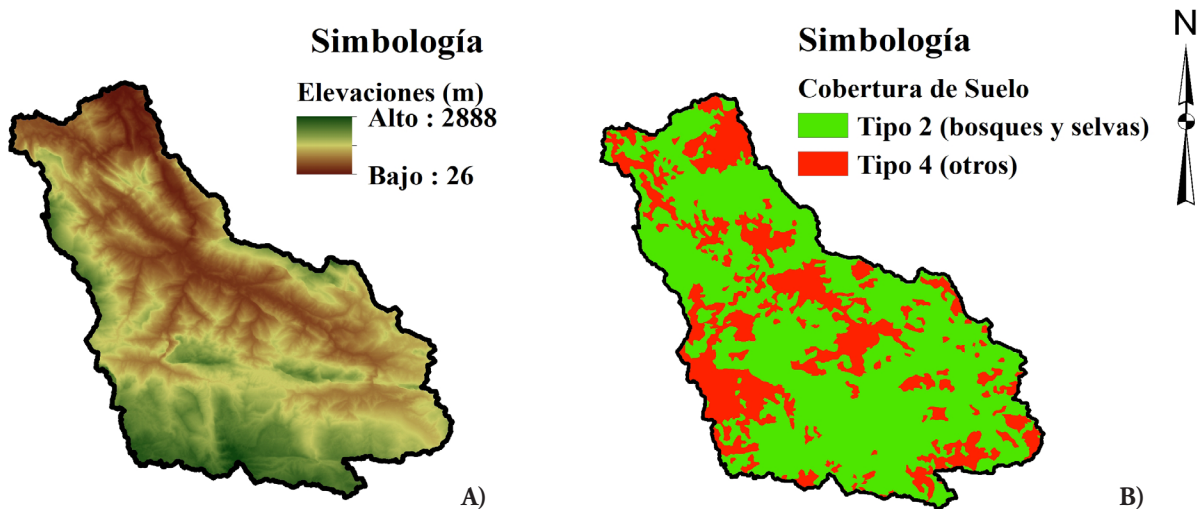 Simbología
Elevaciones (m)
Alto : 2888
Bajo : 26
A)
Simbología
Cobertura de Suelo
Tipo 2 (bosques y selvas)
Tipo 4 (otros)
B)
N